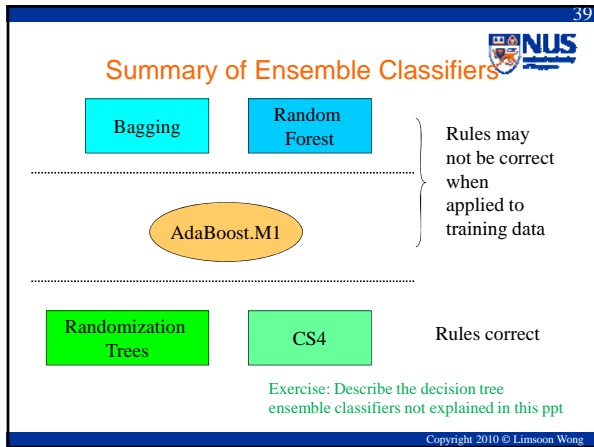 39
NUS
Summary of Ensemble Classifiers
Bagging
Random
Forest
Rules may
not be correct
when
applied to
training data
AdaBoost.M1
Randomization
Trees
CS4
Rules correct
Exercise: Describe the decision tree
ensemble classifiers not explained in this ppt
Copyright 2010 © Limsoon Wong